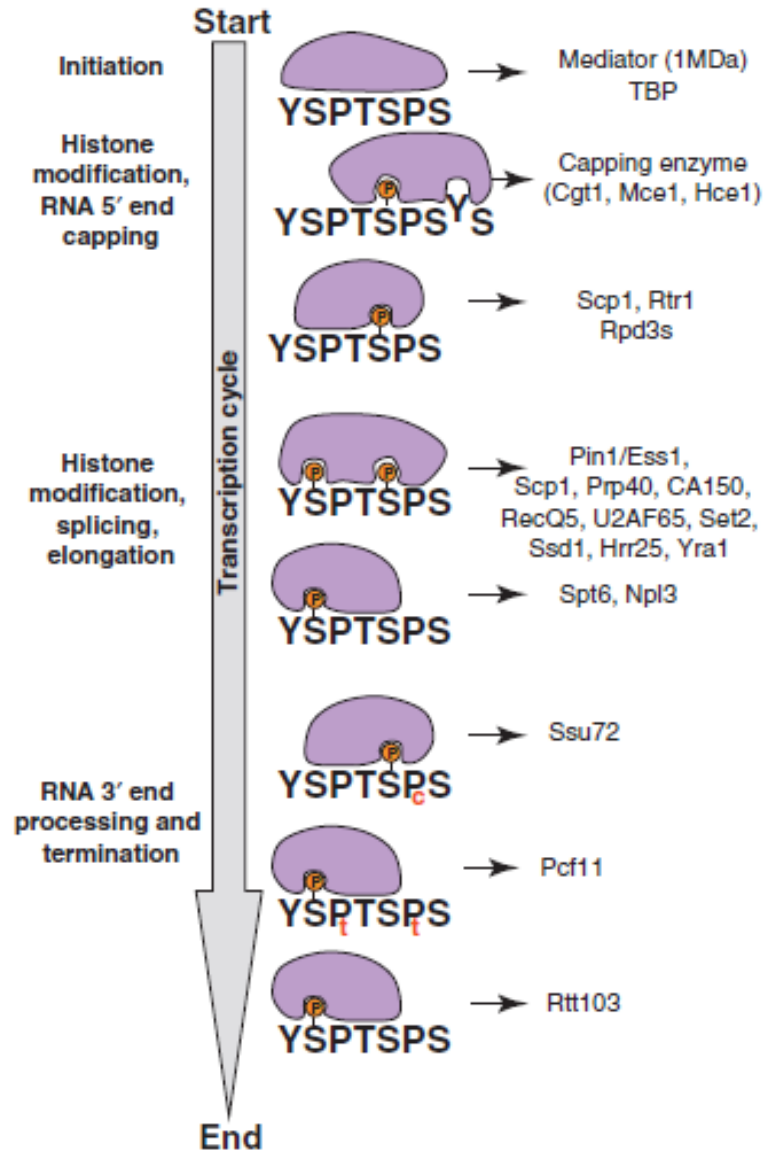 Start
Initiation
Mediator (1MDa)
TBP
YSPTSPS
Histone
modification,
RNA 5′ end
capping
P
Capping enzyme
(Cgt1, Mce1, Hce1)
YSPTSPSYS
P
Scp1, Rtr1
Rpd3s
YSPTSPS
Transcription cycle
Histone
modification,
splicing,
elongation
P P
Pin1/Ess1,
Scp1, Prp40, CA150,
RecQ5, U2AF65, Set2,
Ssd1, Hrr25, Yra1
YSPTSPS
P
Spt6, Npl3
YSPTSPS
RNA 3′ end
processing and
termination
P
Ssu72
YSPTSPS
c
P
Pcf11
YSPTSPS
t t
P
Rtt103
YSPTSPS
End